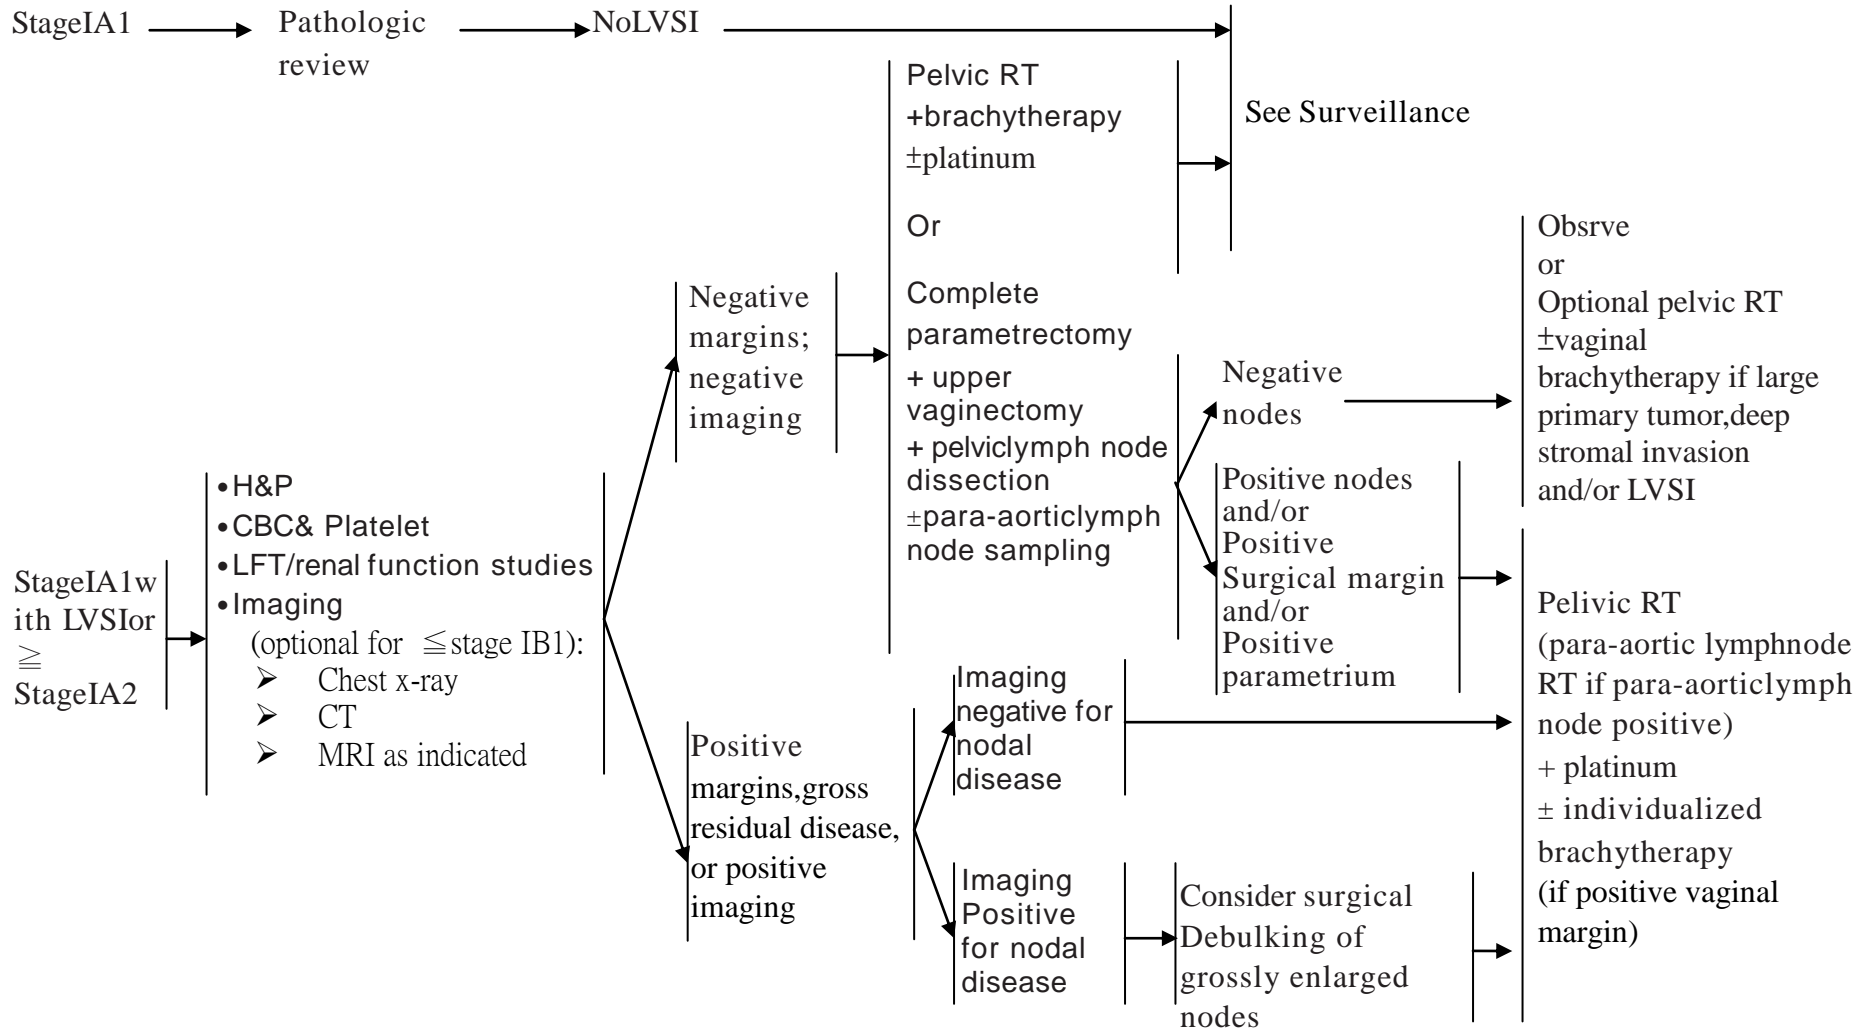 StageIA1
Pathologic
review
NoLVSI
See Surveillance
StageIA1w
ith LVSIor
≧
StageIA2
•H&P
•CBC& Platelet
•LFT/renal function studies
•Imaging
(optional for ≦stage IB1):
➢ Chest x-ray
➢ CT
➢ MRI as indicated
Negative
margins;
negative
imaging
Pelvic RT
+brachytherapy
±platinum
Or
Complete
parametrectomy
+ upper
vaginectomy
+ pelviclymph node
dissection
±para-aorticlymph
node sampling
Negative
nodes
Obsrve
or
Optional pelvic RT
±vaginal
brachytherapy if large
primary tumor,deep
stromal invasion
and/or LVSI
Positive nodes
and/or
Positive
Surgical margin
and/or
Positive
parametrium
Positive
margins,gross
residual disease,
or positive
imaging
Imaging
negative for
nodal
disease
Imaging
Positive
for nodal
disease
Consider surgical
Debulking of
grossly enlarged
nodes
Pelivic RT
(para-aortic lymphnode
RT if para-aorticlymph
node positive)
+ platinum
± individualized
brachytherapy
(if positive vaginal
margin)